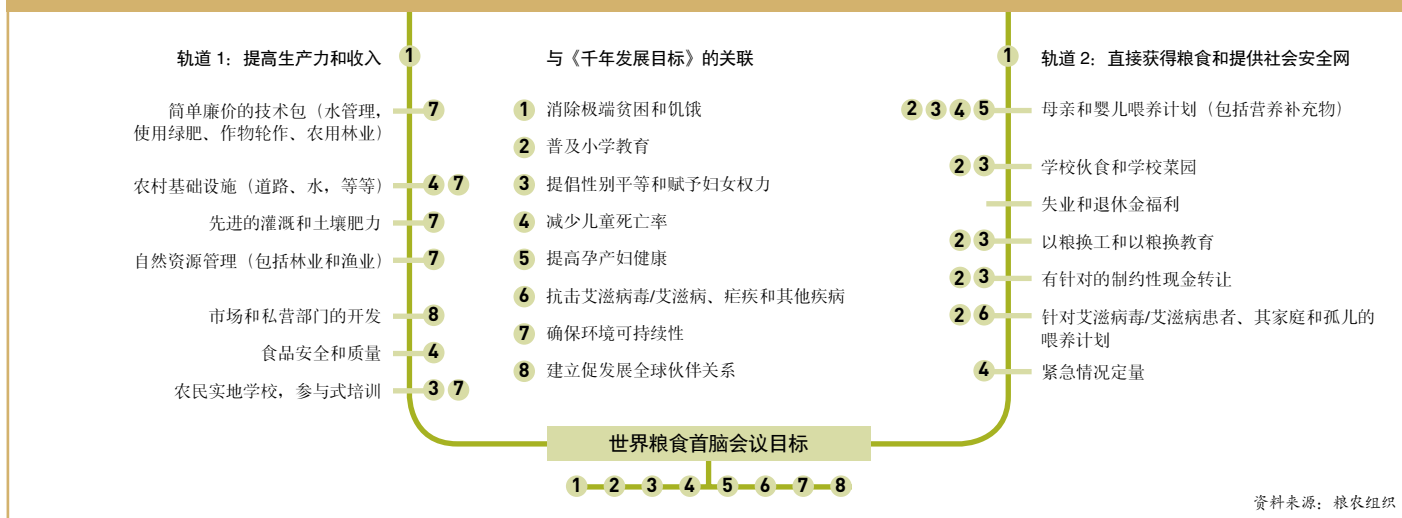 轨道 1：提高生产力和收入 1
简单廉价的技术包（水管理， 7
使用绿肥、作物轮作、农用林业）
农村基础设施（道路、水，等等） 4 7
先进的灌溉和土壤肥力 7
自然资源管理（包括林业和渔业） 7
市场和私营部门的开发 8
食品安全和质量 4
农民实地学校，参与式培训 3 7
与《千年发展目标》的关联
1 消除极端贫困和饥饿
2 普及小学教育
3 提倡性别平等和赋予妇女权力
4 减少儿童死亡率
5 提高孕产妇健康
6 抗击艾滋病毒/艾滋病、疟疾和其他疾病
7 确保环境可持续性
8 建立促发展全球伙伴关系
1 轨道 2：直接获得粮食和提供社会安全网
2 3 4 5 母亲和婴儿喂养计划（包括营养补充物）
2 3 学校伙食和学校菜园
失业和退休金福利
2 3 以粮换工和以粮换教育
2 3 有针对的制约性现金转让
2 6 针对艾滋病毒/艾滋病患者、其家庭和孤儿的
喂养计划
4 紧急情况定量
世界粮食首脑会议目标
1 2 3 4 5 6 7 8
资料来源：粮农组织